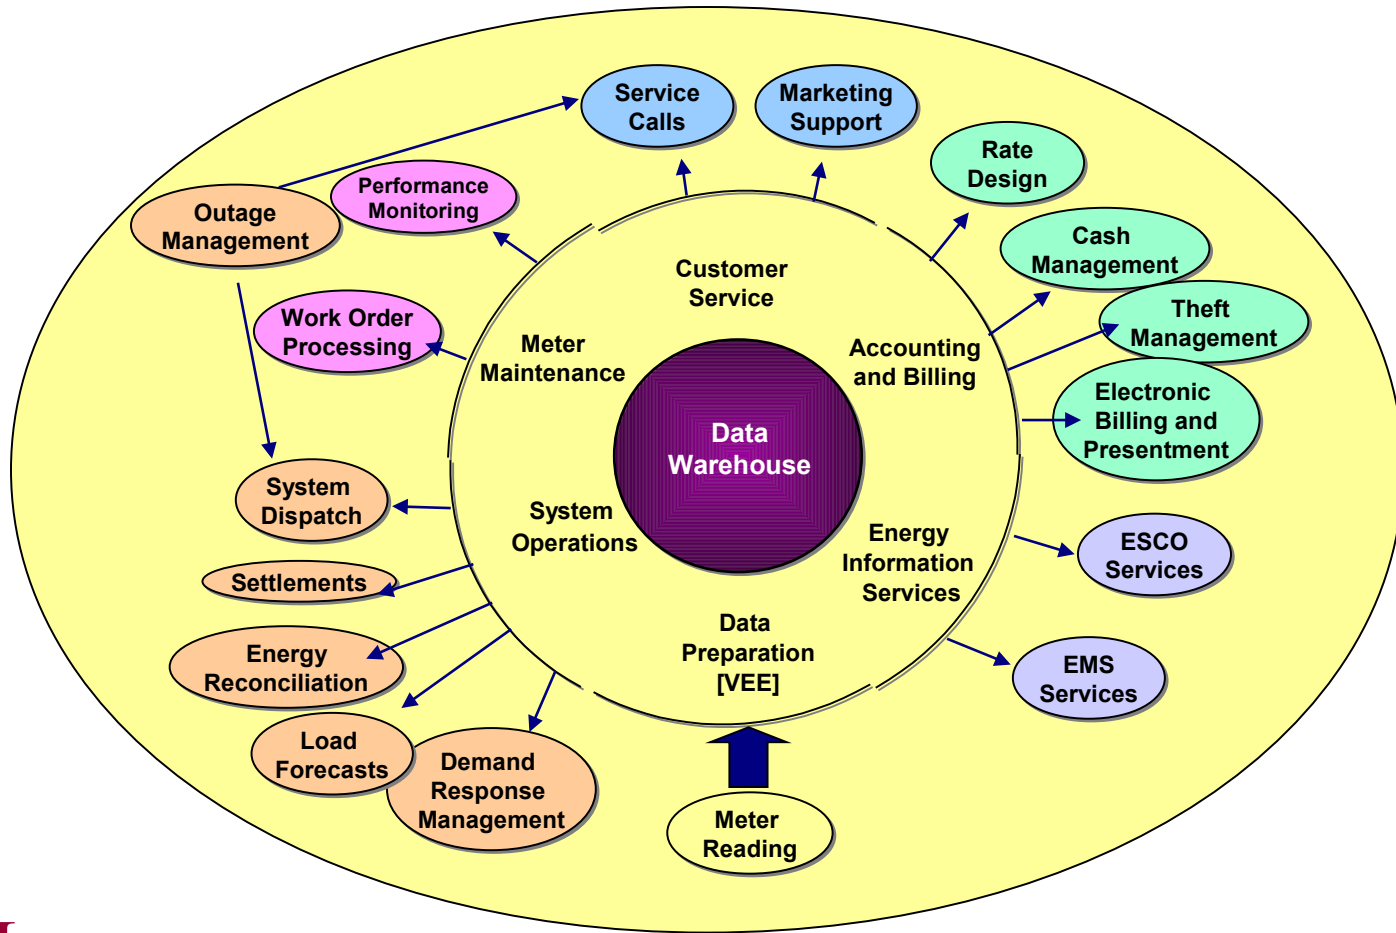 Service
Calls
Marketing
Support
Rate
Design
Performance
Monitoring
Outage
Management
Cash
Management
Customer
Service
Theft
Management
Work Order
Processing
Meter
Maintenance
Accounting
and Billing
Electronic
Billing and
Presentment
Data
Warehouse
System
Dispatch
System
Operations
Energy
Information
Services
ESCO
Services
Settlements
Data
Preparation
[VEE]
Energy
Reconciliation
EMS
Services
Load
Forecasts
Demand
Response
Management
Meter
Reading